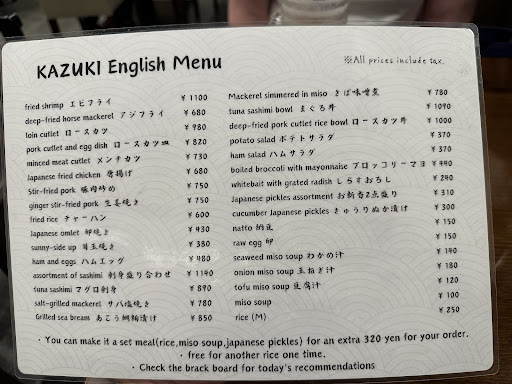 KAZUKI English Menu
※All prices include tax.
fried shrimp エビフライ ¥ 1100
deep-fried horse mackerel アジフライ ¥ 680
loin cutlet ロースカツ ¥ 980
pork cutlet and egg dish ロースカツ皿 ¥ 820
minced meat cutlet メンチカツ ¥ 730
Japanese fried chicken 唐揚げ ¥ 680
Stir-fried pork 豚肉炒め ¥ 750
ginger stir-fried pork 生姜焼き ¥ 750
fried rice チャーハン ¥ 600
Japanese omlet 卵焼き ¥ 430
sunny-side up 目玉焼き ¥ 380
ham and eggs ハムエッグ ¥ 480
assortment of sashimi 刺身盛り合わせ ¥ 1140
tuna sashimi マグロ刺身 ¥ 890
salt-grilled mackerel サバ塩焼き ¥ 780
Grilled sea bream あこう鯛粕漬け ¥ 850
Mackerel simmered in miso さば味噌煮 ¥ 780
tuna sashimi bowl まぐろ丼 ¥ 1090
deep-fried pork cutlet rice bowl ロースカツ丼 ¥ 1000
potato salad ポテトサラダ ¥ 370
ham salad ハムサラダ ¥ 370
boiled broccoli with mayonnaise ブロッコリーマヨ ¥ 440
whitebait with grated radish しらすおろし ¥ 240
Japanese pickles assortment お新香2点盛り ¥ 310
cucumber Japanese pickles きゅうりぬか漬け ¥ 300
natto 納豆 ¥ 150
raw egg 卵 ¥ 150
seaweed miso soup わかめ汁 ¥ 140
onion miso soup 玉ねぎ汁 ¥ 180
tofu miso soup 豆腐汁 ¥ 120
miso soup ¥ 100
rice (M) ¥ 250
・You can make it a set meal(rice,miso soup,japanese pickles) for an extra 320 yen for your order.
・free for another rice one time.
・Check the brack board for today's recommendations